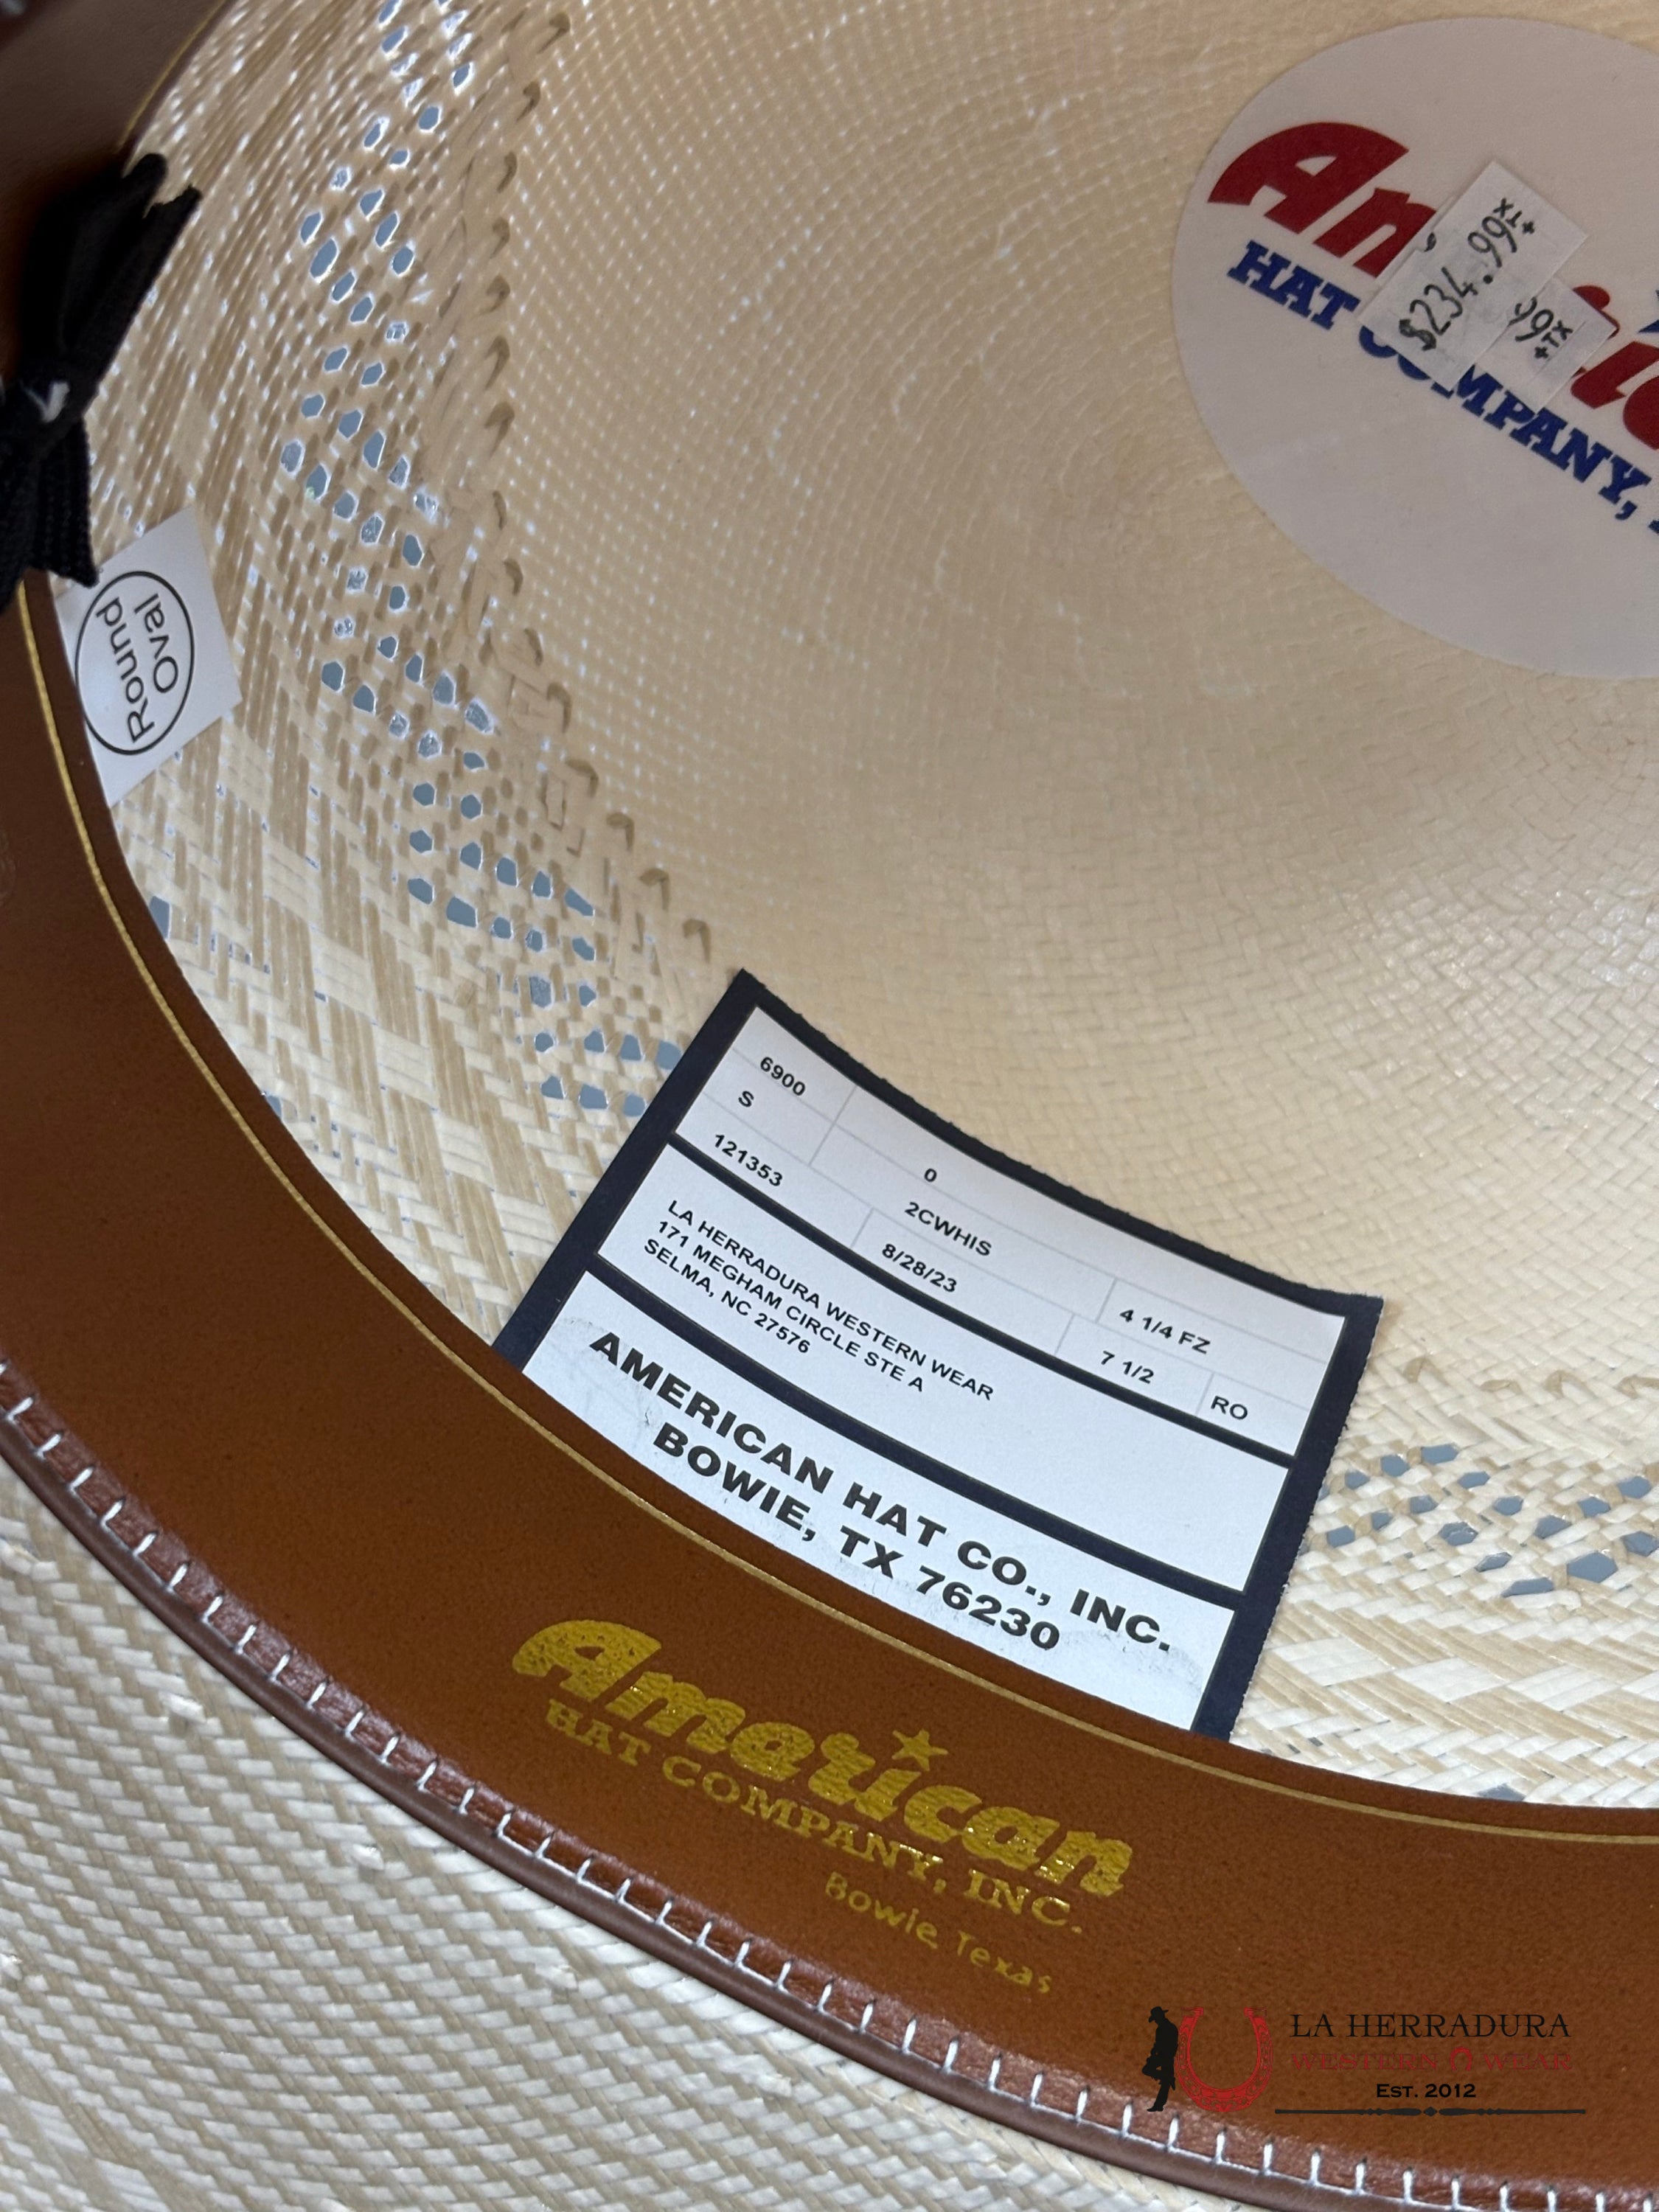 American
HAT COMPANY,
$234.99
+TX
99
+TX
Round
Oval
6900
0
4 1/4 FZ
S
2CWHIS
7 1/2
RO
121353
8/28/23
LA HERRADURA WESTERN WEAR
171 MEGHAM CIRCLE STE A
SELMA, NC 27576
AMERICAN HAT CO., INC.
BOWIE, TX 76230
American
HAT COMPANY, INC.
Bowie, Texas
LA HERRADURA
WESTERN WEAR
EST. 2012